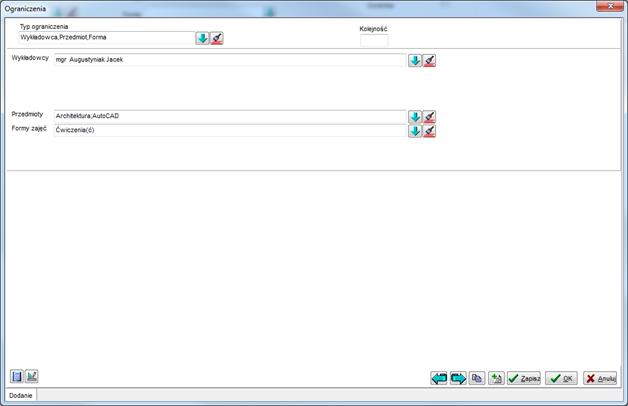 Ograniczenia
Typ ograniczenia
Kolejność
Wykładowca,Przedmiot,Forma
Wykładowcy
mgr Augustyniak Jacek
Przedmioty
Architektura;AutoCAD
Formy zajęć
Ćwiczenia(ć)
Zapisz
OK
Anuluj
Dodanie